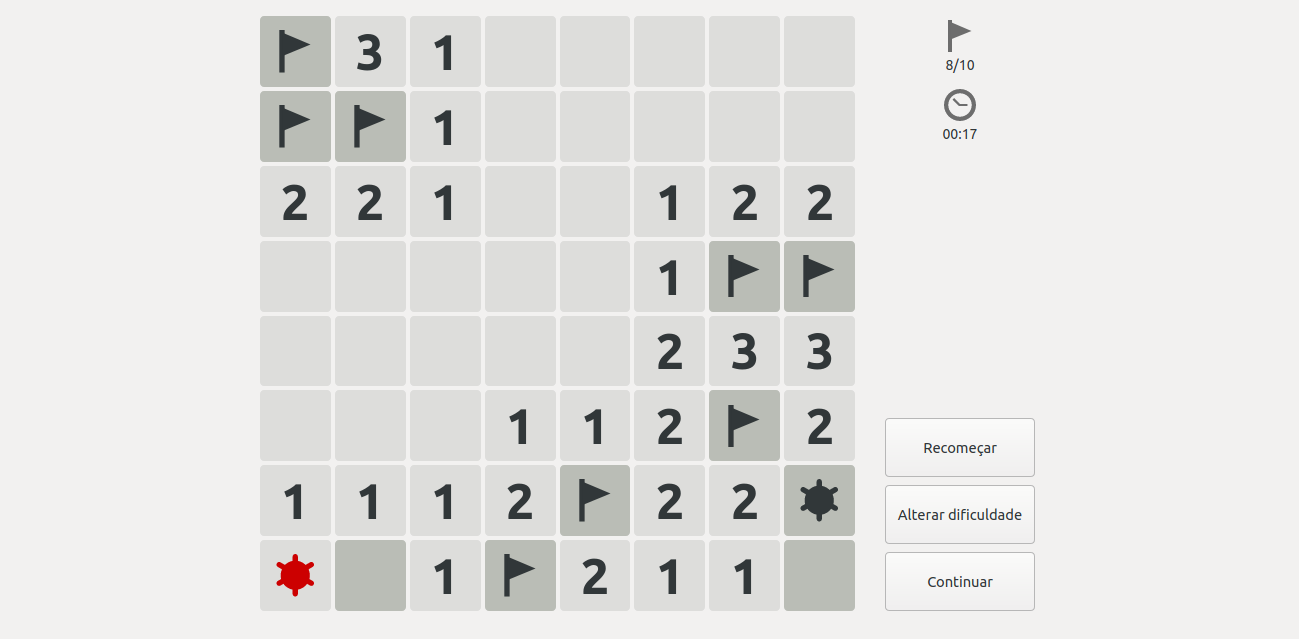 3 1
8/10
1
00:17
2 2 1 1 2 2
1
2 3 3
1 1 2 2
1 1 1 2 2 2
1 2 1 1
Recomeçar
Alterar dificuldade
Continuar